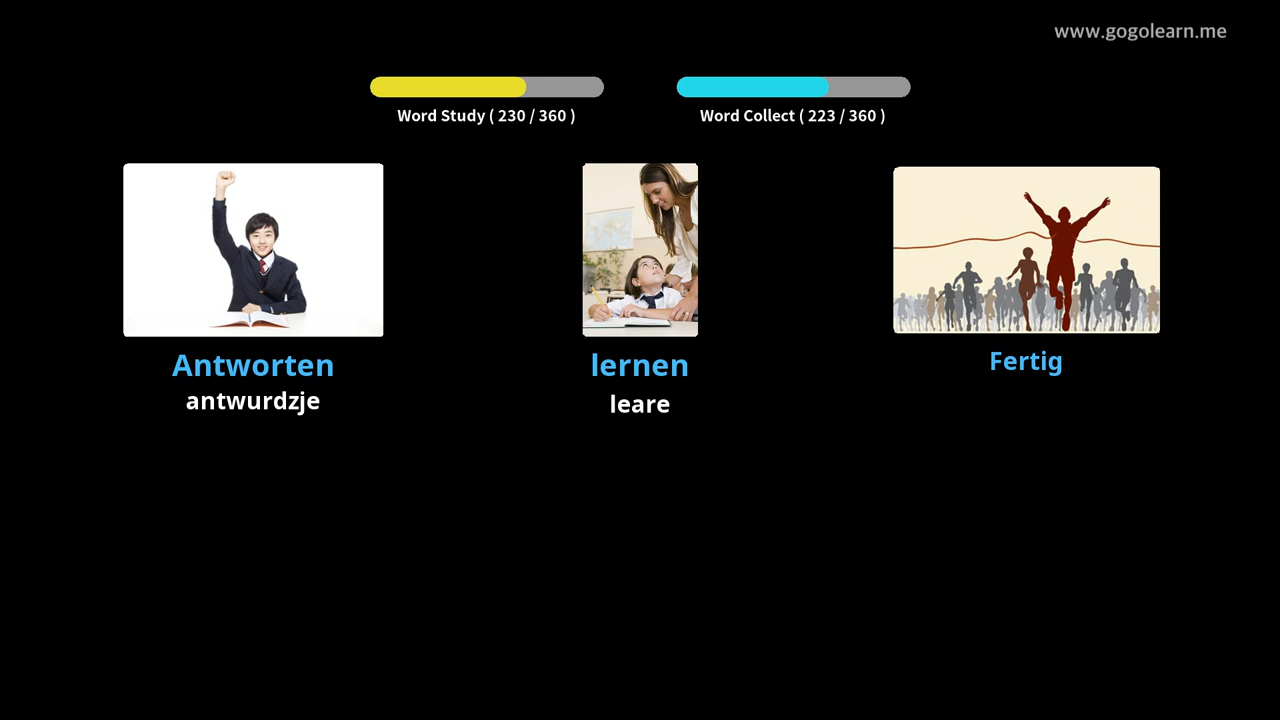 www.gogolearn.me
Word Study ( 230 / 360 )
Word Collect ( 223 / 360 )
Antworten
antwurdzje
lernen
leare
Fertig